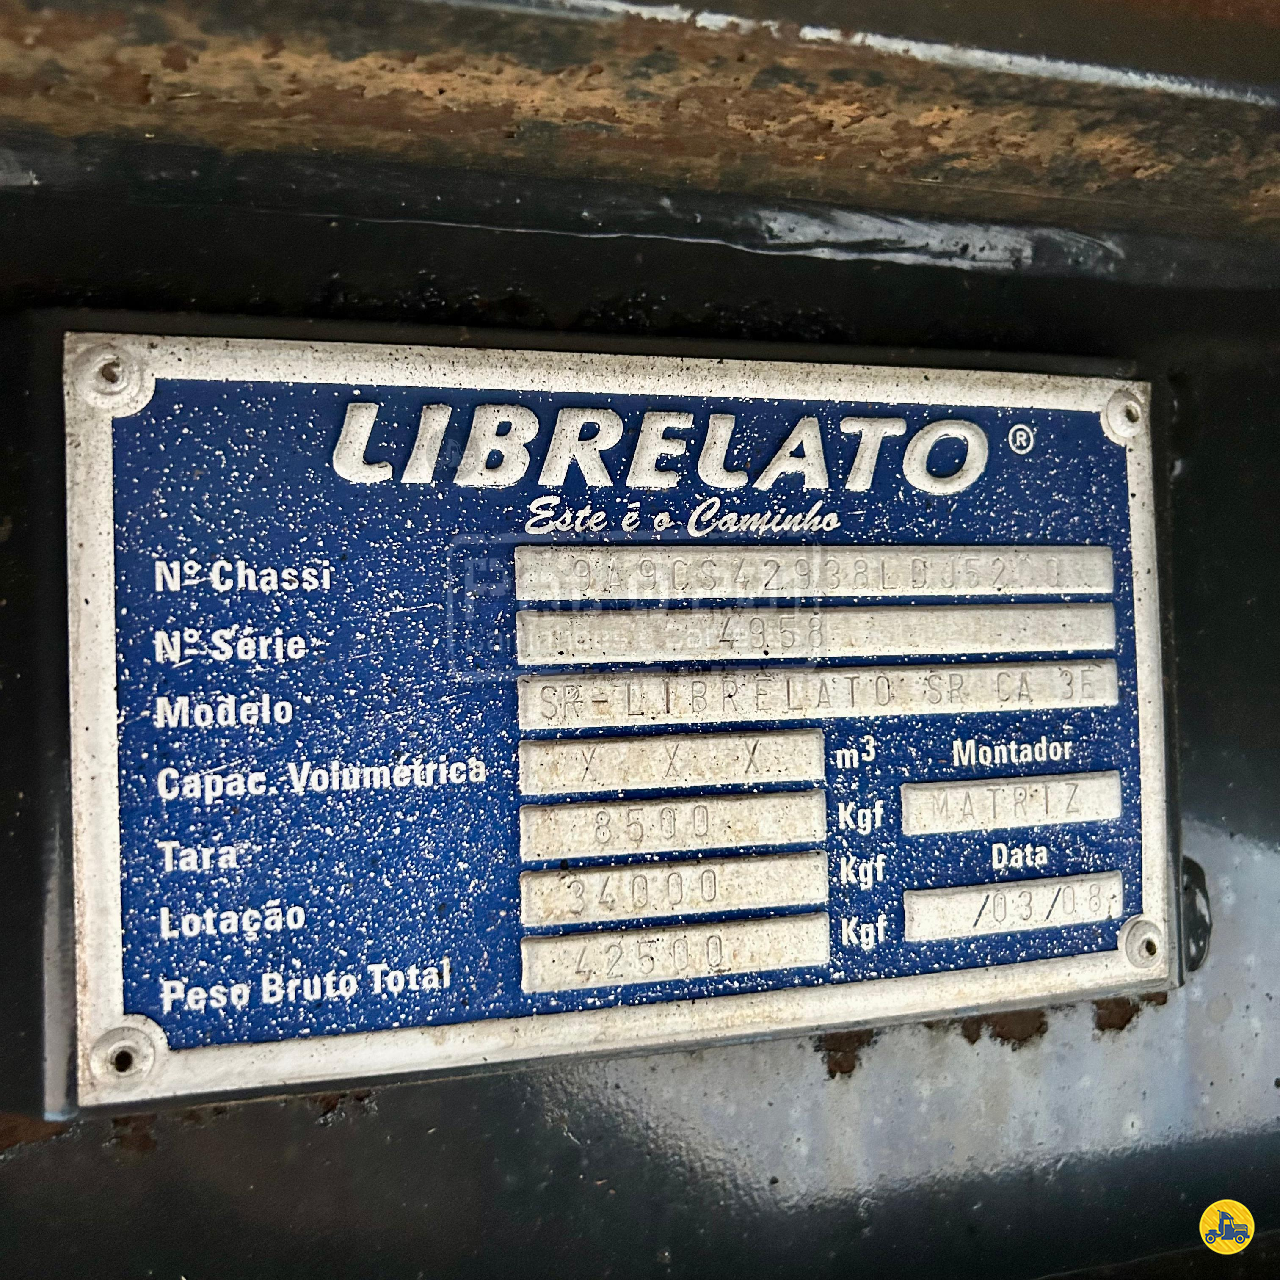 LIBRELATO®
Este é o Caminho
Nº Chassi
Nº Série 4958
Modelo SR-LIBRELATO SR CA 3E
Capac. Volumétrica X X X m³ Montador
Tara 8500 Kgf MATRIZ
Lotação 34000 Kgf Data
Peso Bruto Total 42500 Kgf /03/08